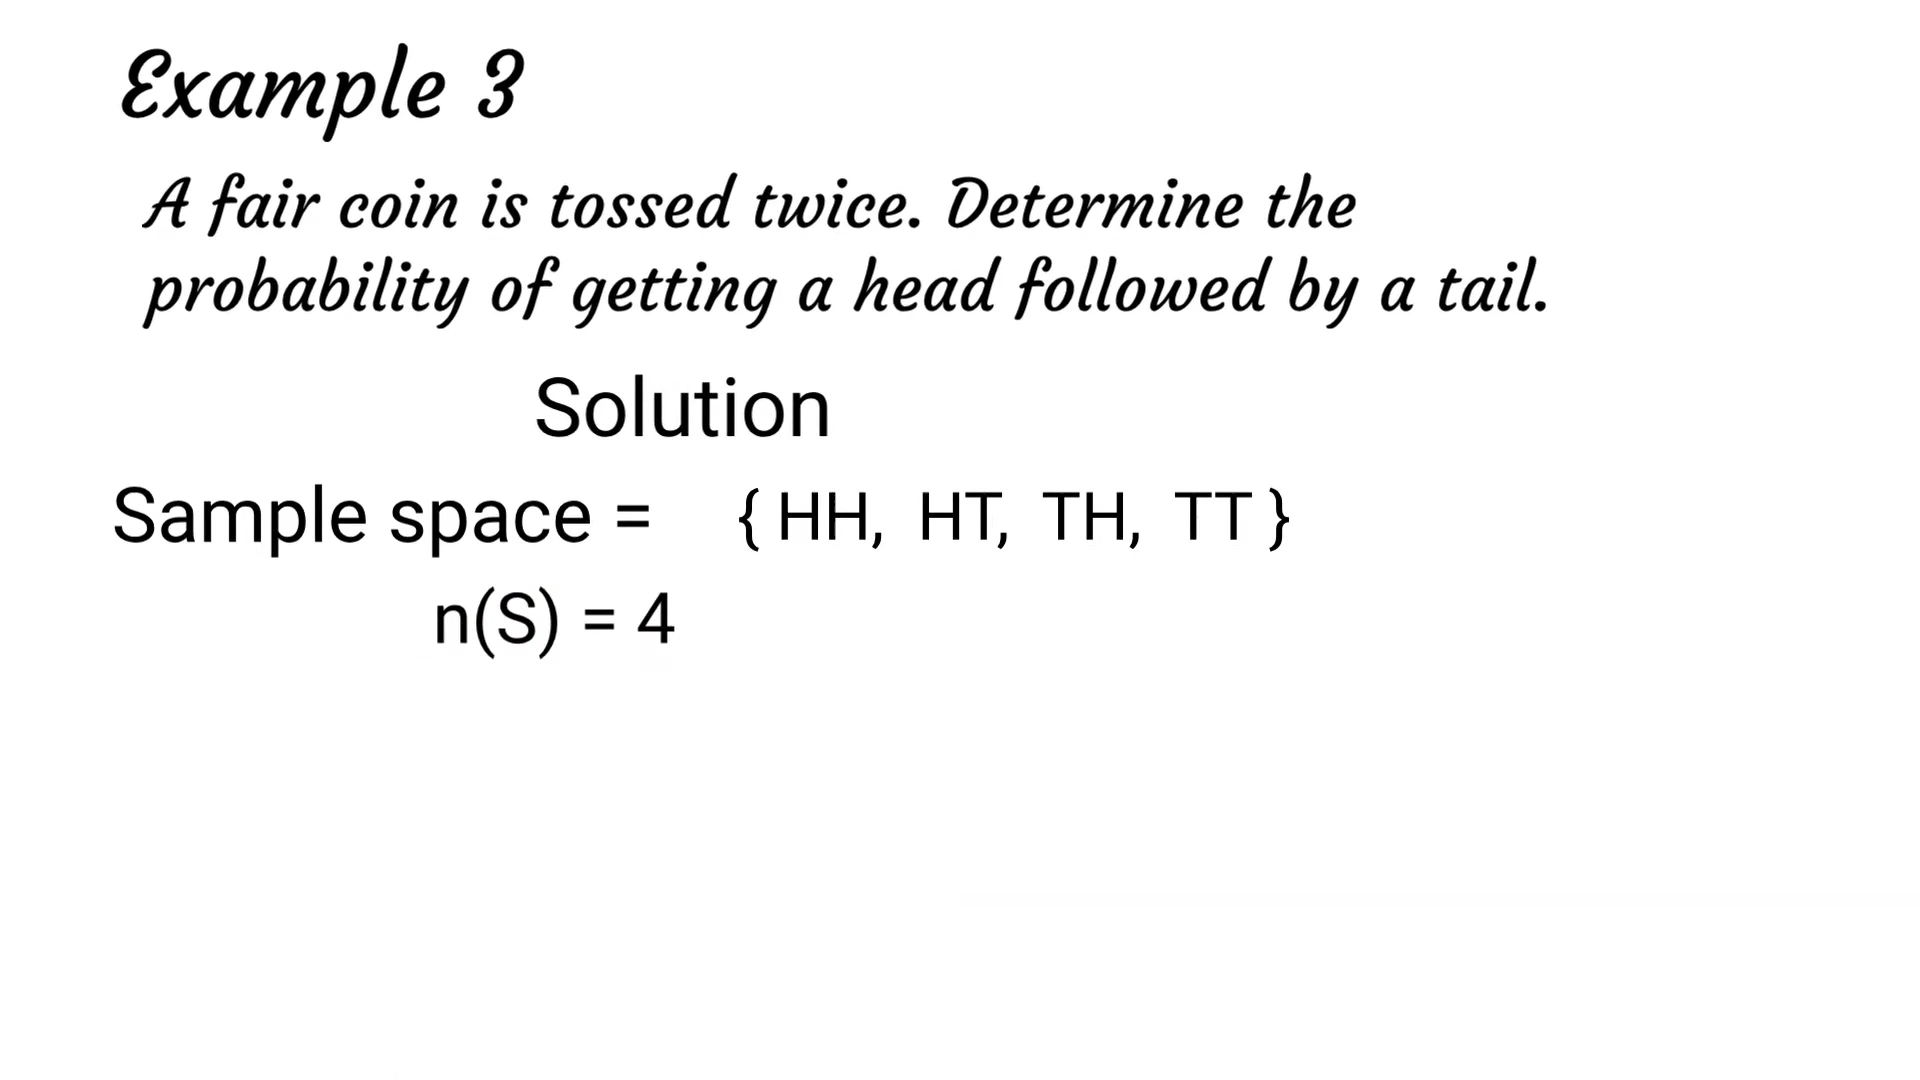 Example 3
A fair coin is tossed twice. Determine the
probability of getting a head followed by a tail.
Solution
Sample space = { HH, HT, TH, TT }
n(S) = 4